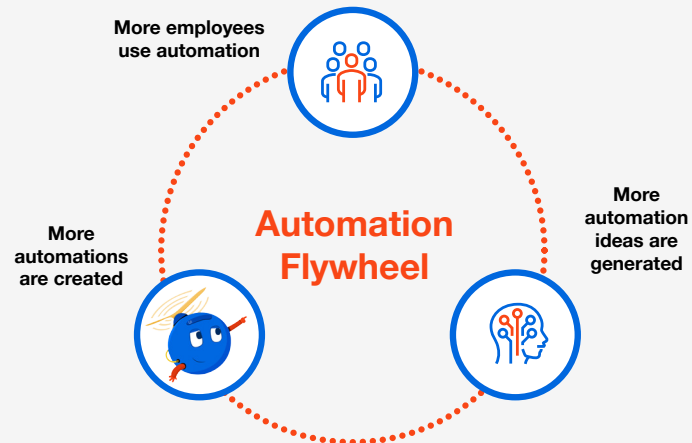 More employees
use automation
Automation
Flywheel
More
automation
ideas are
generated
More
automations
are created